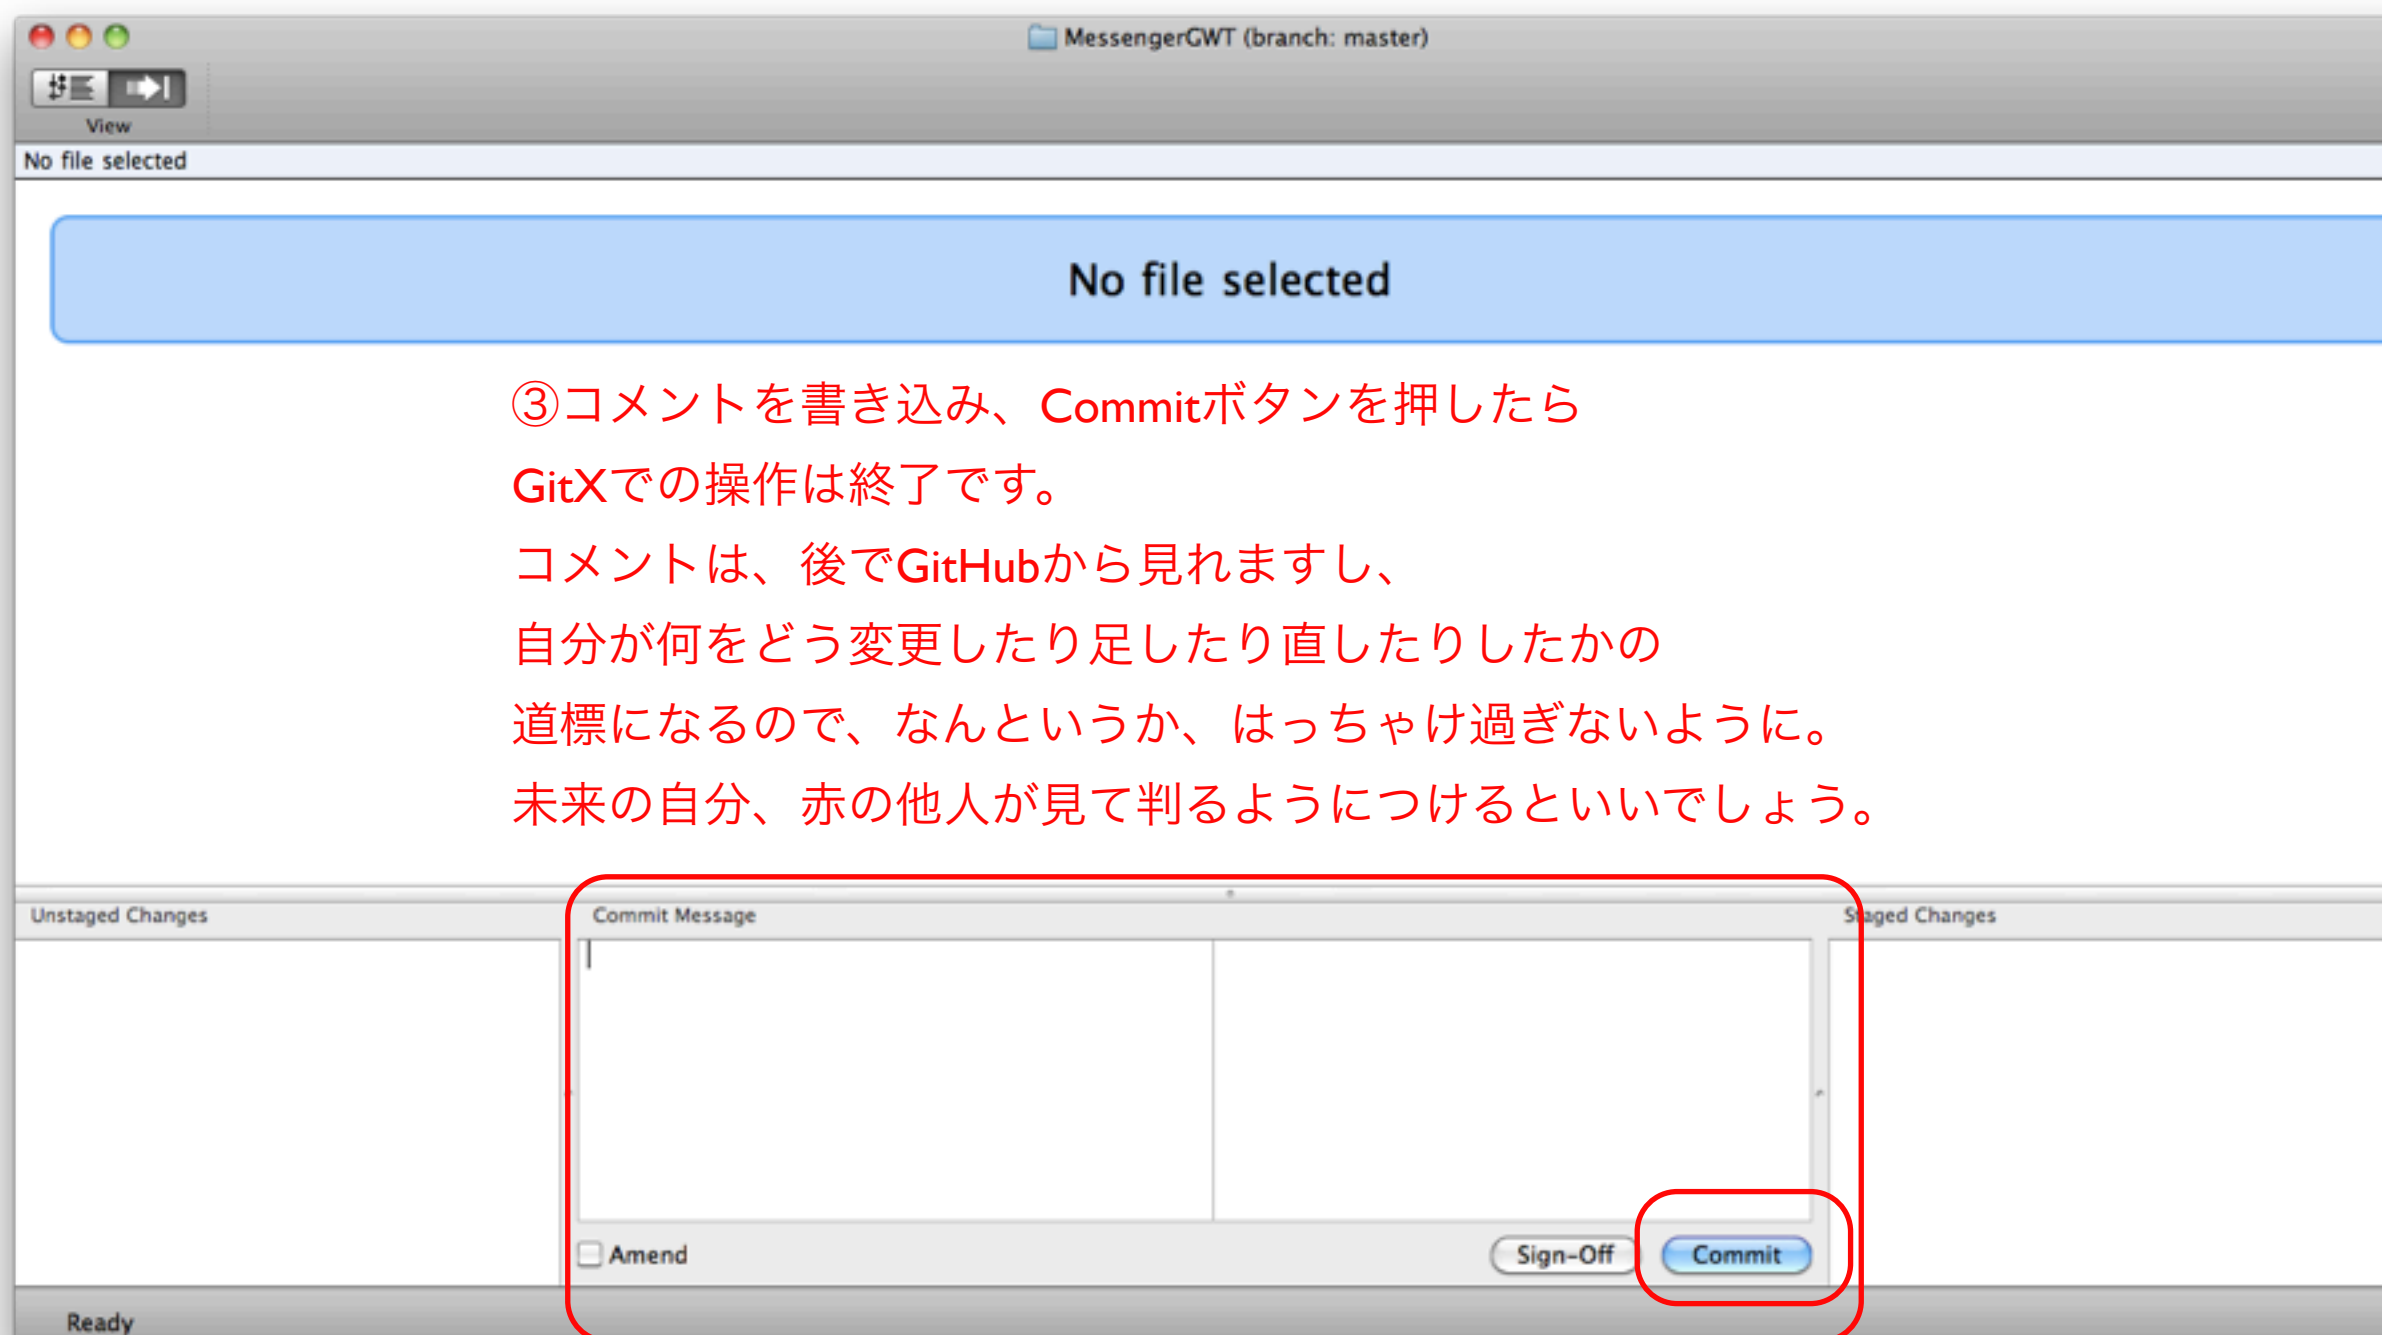 MessengerGWT (branch: master)
View
No file selected
No file selected
③コメントを書き込み、Commitボタンを押したら
GitXでの操作は終了です。
コメントは、後でGitHubから見れますし、
自分が何をどう変更したり足したり直したりしたかの
道標になるので、なんというか、はっちゃけ過ぎないように。
未来の自分、赤の他人が見て判るようにつけるといいでしょう。
Unstaged Changes
Commit Message
Staged Changes
Amend
Sign-Off
Commit
Ready